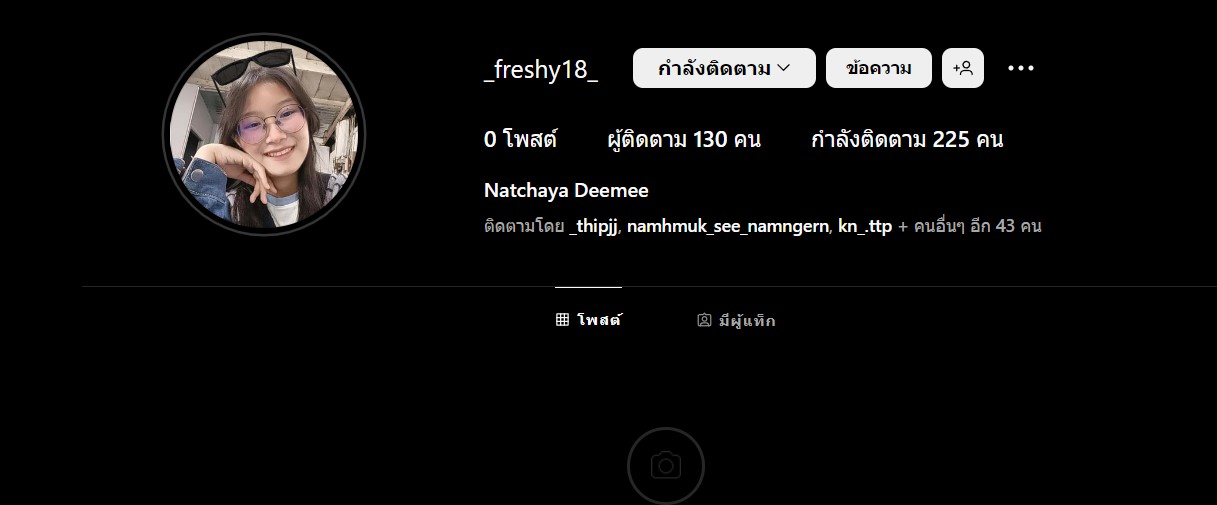 _freshy18_ กำลังติดตาม ข้อความ
0 โพสต์ ผู้ติดตาม 130 คน กำลังติดตาม 225 คน
Natchaya Deemee
ติดตามโดย _thipjj, namhmuk_see_namngern, kn_.ttp + คนอื่นๆ อีก 43 คน
โพสต์ มีผู้แท็ก